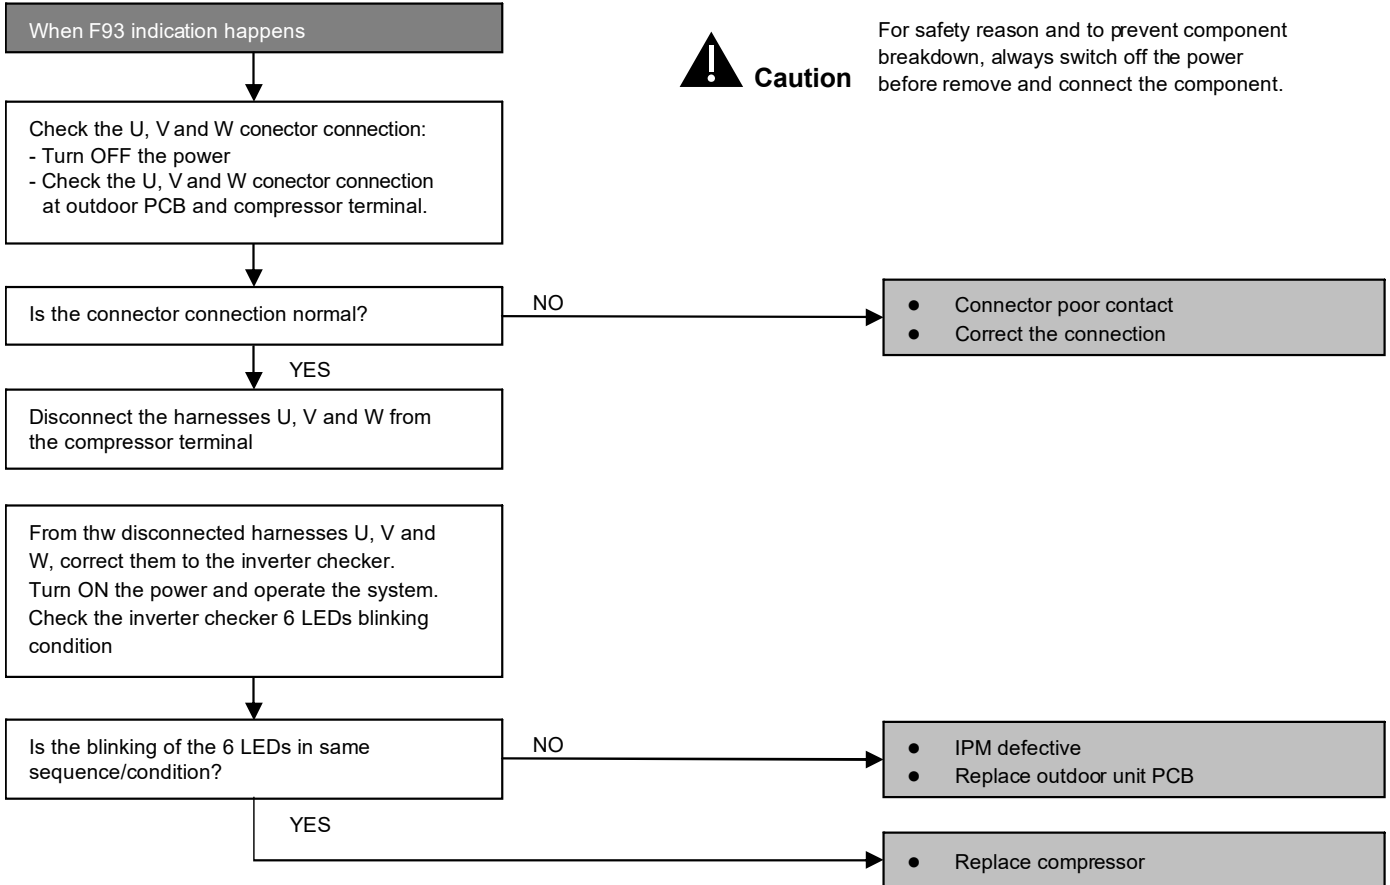 When F93 indication happens
Caution
For safety reason and to prevent component
breakdown, always switch off the power
before remove and connect the component.
Check the U, V and W conector connection:
- Turn OFF the power
- Check the U, V and W conector connection
at outdoor PCB and compressor terminal.
Is the connector connection normal?
NO
● Connector poor contact
● Correct the connection
YES
Disconnect the harnesses U, V and W from
the compressor terminal
From thw disconnected harnesses U, V and
W, correct them to the inverter checker.
Turn ON the power and operate the system.
Check the inverter checker 6 LEDs blinking
condition
Is the blinking of the 6 LEDs in same
sequence/condition?
NO
● IPM defective
● Replace outdoor unit PCB
YES
● Replace compressor